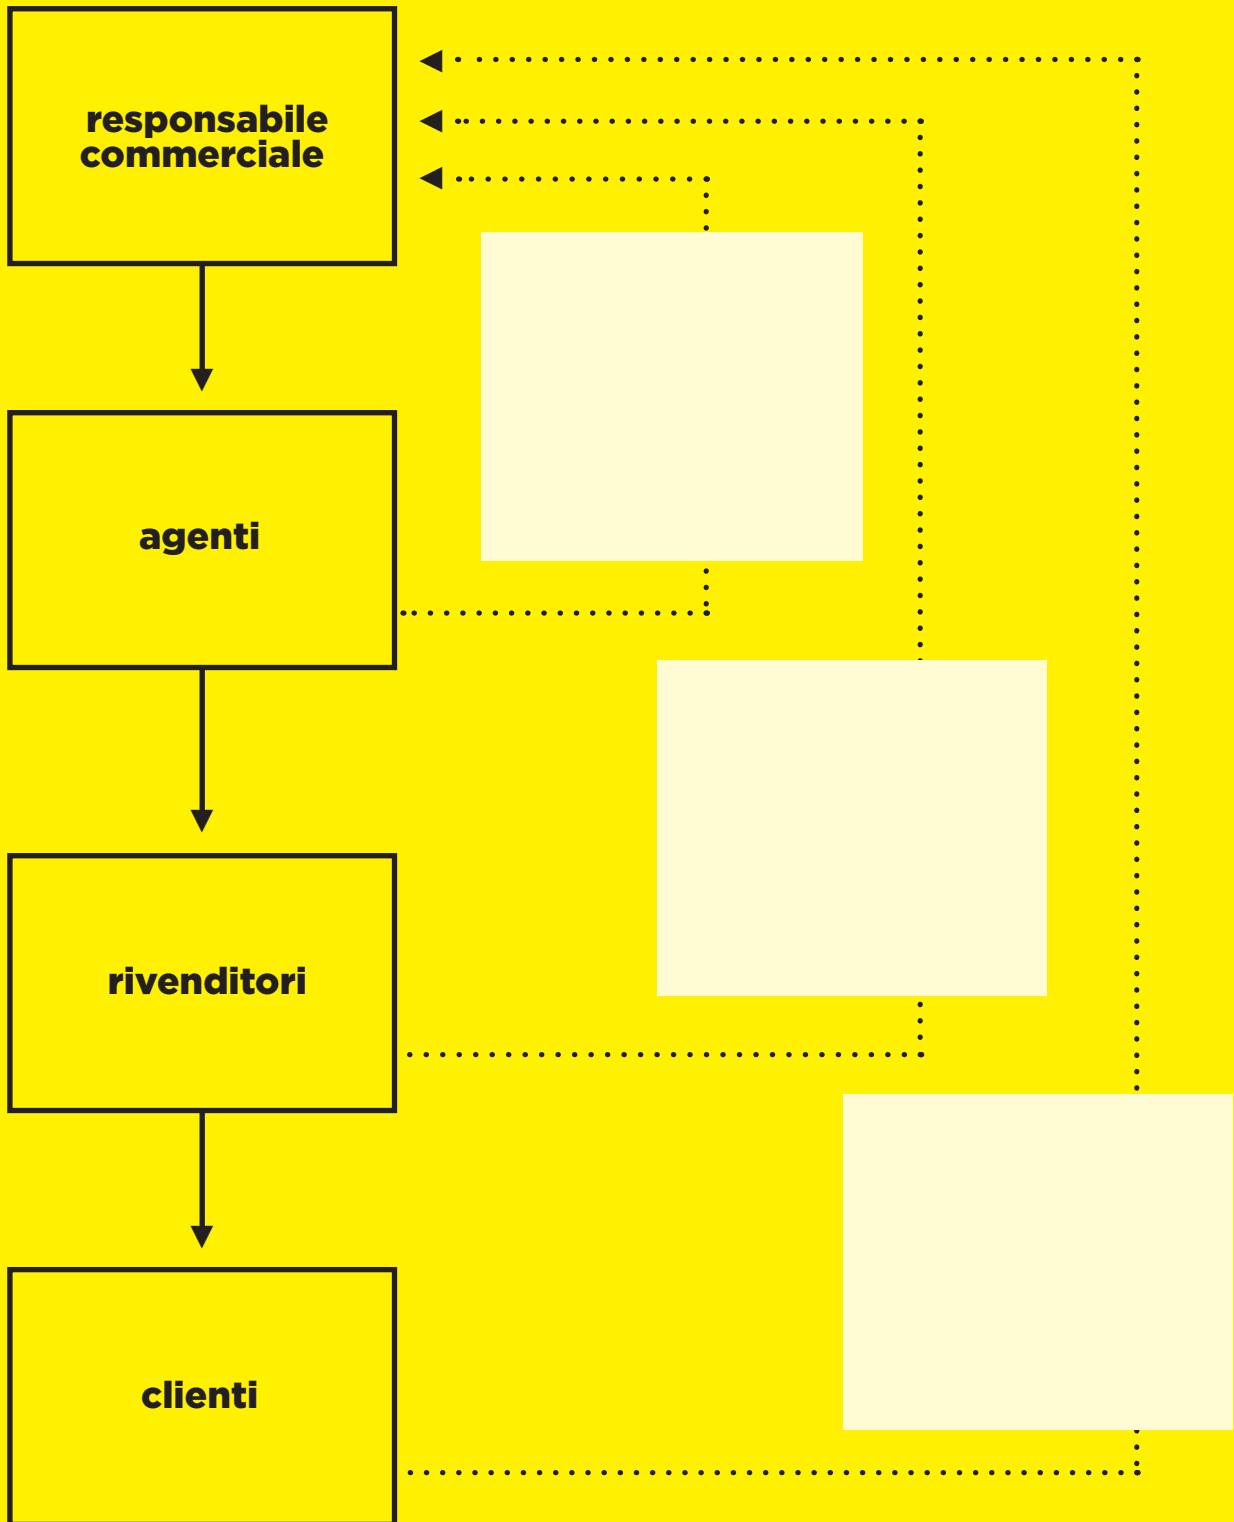 responsabile
commerciale
agenti
rivenditori
clienti